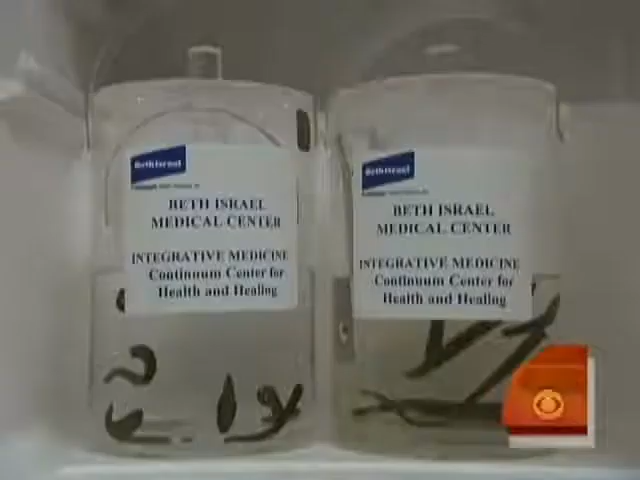 Beth Israel
BETH ISRAEL
MEDICAL CENTER
INTEGRATIVE MEDICINE
Continuum Center for
Health and Healing
Beth Israel
BETH ISRAEL
MEDICAL CENTER
INTEGRATIVE MEDICINE
Continuum Center for
Health and Healing